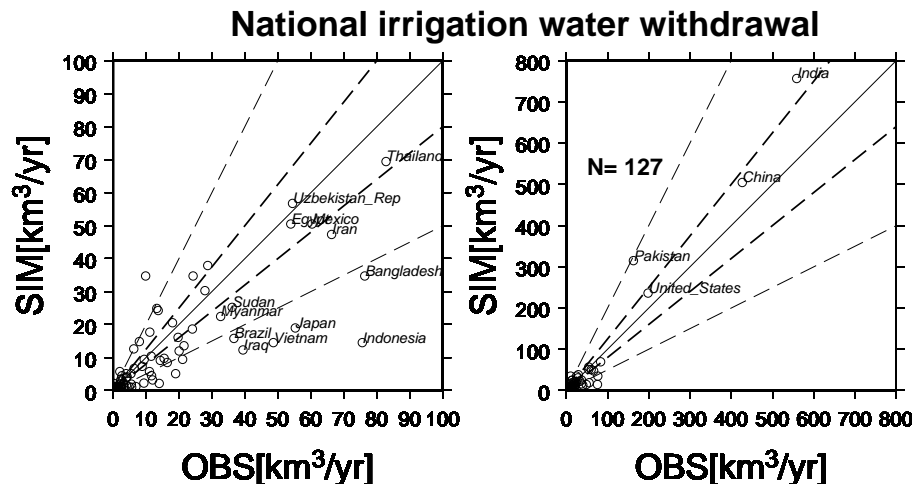 National irrigation water withdrawal
SIM[km³/yr]
100
90
80
70
60
50
40
30
20
10
0
Thailand
Uzbekistan_Rep
Egypt
Mexico
Iran
Bangladesh
Sudan
Myanmar
Japan
Brazil
Vietnam
Indonesia
Iraq
0 10 20 30 40 50 60 70 80 90 100
OBS[km³/yr]
SIM[km³/yr]
800
700
600
500
400
300
200
100
0
India
N= 127
China
Pakistan
United_States
0 100 200 300 400 500 600 700 800
OBS[km³/yr]